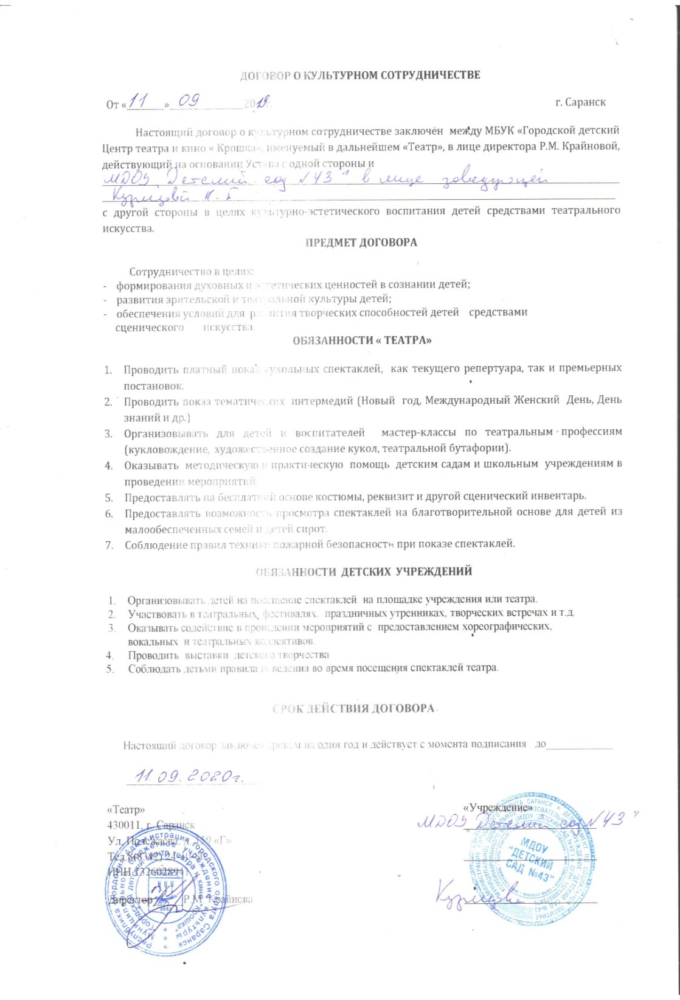 ДОГОВОР О КУЛЬТУРНОМ СОТРУДНИЧЕСТВЕ
От «11» 09 2019г. г. Саранск
Настоящий договор о культурном сотрудничестве заключён между МБУК «Городской детский
Центр театра и кино « Крошка», именуемый в дальнейшем «Театр», в лице директора Р.М. Крайновой,
действующий на основании Устава с одной стороны и
МДОУ "Детский сад №43" в лице заведующей
с другой стороны в целях культурно-эстетического воспитания детей средствами театрального
искусства.
ПРЕДМЕТ ДОГОВОРА
Сотрудничество в целях:
- формирования духовных и эстетических ценностей в сознании детей;
- развития зрительской и театральной культуры детей;
- обеспечения условий для развития творческих способностей детей средствами
сценического искусства.
ОБЯЗАННОСТИ « ТЕАТРА»
1. Проводить платный показ кукольных спектаклей, как текущего репертуара, так и премьерных
постановок.
2. Проводить показ тематических интермедий (Новый год, Международный Женский День, День
знаний и др.)
3. Организовывать для детей и воспитателей мастер-классы по театральным профессиям
(кукловождение, художественное создание кукол, театральной бутафории).
4. Оказывать методическую и практическую помощь детским садам и школьным учреждениям в
проведении мероприятий.
5. Предоставлять на бесплатной основе костюмы, реквизит и другой сценический инвентарь.
6. Предоставлять возможность просмотра спектаклей на благотворительной основе для детей из
малообеспеченных семей и детей сирот.
7. Соблюдение правил техники пожарной безопасности при показе спектаклей.
ОБЯЗАННОСТИ ДЕТСКИХ УЧРЕЖДЕНИЙ
1. Организовывать детей на посещение спектаклей на площадке учреждения или театра.
2. Участвовать в театральных фестивалях, праздничных утренниках, творческих встречах и т.д.
3. Оказывать содействие в проведении мероприятий с предоставлением хореографических,
вокальных и театральных коллективов.
4. Проводить выставки детского творчества
5. Соблюдать детьми правила поведения во время посещения спектаклей театра.
СРОК ДЕЙСТВИЯ ДОГОВОРА
Настоящий договор заключен сроком на один год и действует с момента подписания до
11.09.2020г.
«Театр»
430011, г. Саранск
Ул. Полежаева, д. 159 «Г»
Тел.8(8342)
ИНН 1326028941
Директор Р.М. Крайнова
«Учреждение»
МДОУ "Детский сад №43"
МДОУ
"ДЕТСКИЙ
САД №43"